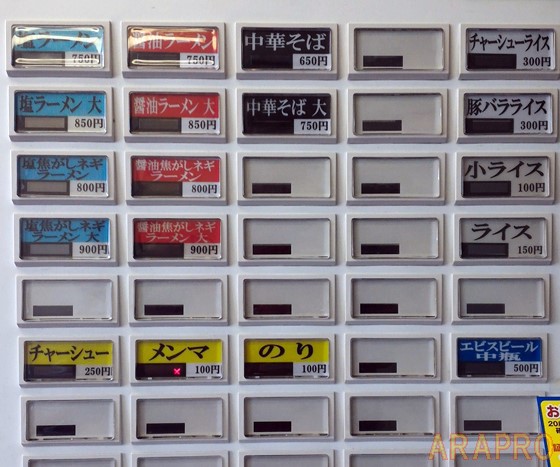 塩ラーメン
750円
醤油ラーメン
750円
中華そば
650円
チャーシューライス
300円
塩ラーメン 大
850円
醤油ラーメン 大
850円
中華そば 大
750円
豚バラライス
300円
塩焦がしネギ
ラーメン
800円
醤油焦がしネギ
ラーメン
800円
小ライス
100円
塩焦がしネギ
ラーメン 大
900円
醤油焦がしネギ
ラーメン 大
900円
ライス
150円
チャーシュー
250円
メンマ
100円
のり
100円
エビスビール
中瓶
500円
お
20
ARAPRO